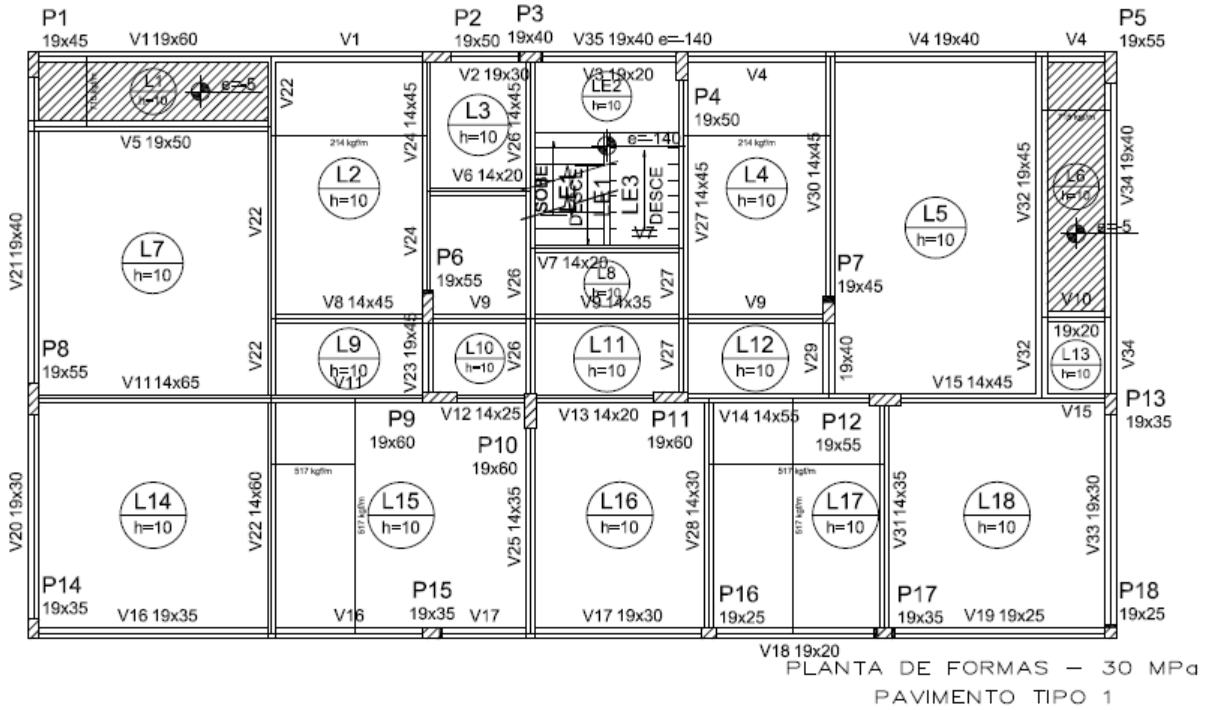 P1
19x45
V1 19x60
V1
P2
19x50
P3
19x40
V35 19x40 e=-140
V4 19x40
V4
P5
19x55
L1
h=10
e=-5
V22
V2 19x30
V3 19x20
V4
LE2
h=10
L3
h=10
V24 14x45
V26 14x45
P4
19x50
V5 19x50
214 kgf/m
L2
h=10
e=-140
214 kgf/m
L4
h=10
V30 14x45
V32 19x45
V34 19x40
L6
h=10
e=-5
V6 14x20
SOBE
DESCE
LE1
LE3
DESCE
V7
V27 14x45
L5
h=10
V21 19x40
L7
h=10
V22
V24
P6
19x55
V26
V7 14x20
L8
h=10
V27
P7
19x45
V8 14x45
V9
V9 14x35
V9
V10
19x20
P8
19x55
V22
L9
h=10
V23 19x45
L10
h=10
V26
L11
h=10
V27
L12
h=10
V29
19x40
V32
L13
h=10
V34
V11 14x65
V11
V15 14x45
V15
P9
19x60
V12 14x25
P10
19x60
V13 14x20
P11
19x60
V14 14x55
P12
19x55
P13
19x35
517 kgf/m
517 kgf/m
517 kgf/m
517 kgf/m
V20 19x30
L14
h=10
V22 14x60
L15
h=10
V25 14x35
L16
h=10
V28 14x30
L17
h=10
V31 14x35
L18
h=10
V33 19x30
P14
19x35
V16 19x35
V16
P15
19x35
V17
V17 19x30
P16
19x25
P17
19x35
V19 19x25
P18
19x25
V18 19x20
PLANTA DE FORMAS – 30 MPa
PAVIMENTO TIPO 1